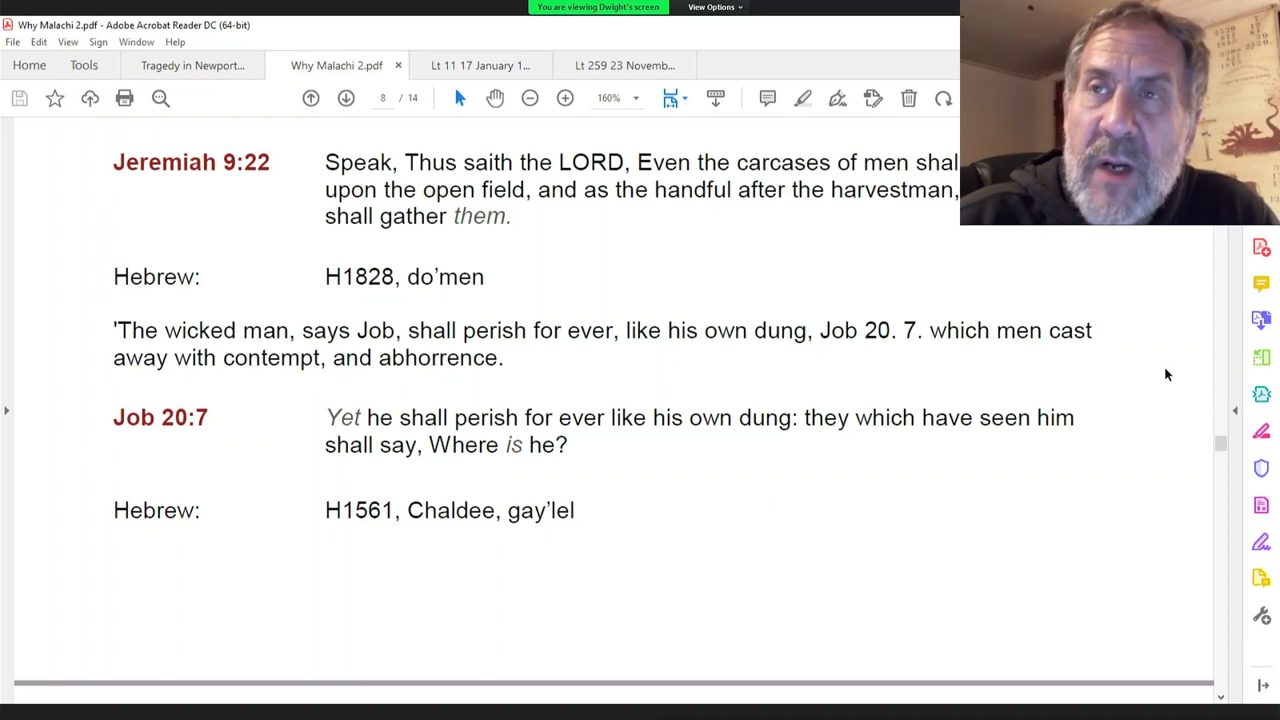 You are viewing Dwight's screen View Options
Why Malachi 2.pdf - Adobe Acrobat Reader DC (64-bit)
File Edit View Sign Window Help
Home Tools Tragedy in Newport... Why Malachi 2.pdf × Lt 11 17 January 1... Lt 259 23 Novemb...
8 / 14 160%
Jeremiah 9:22 Speak, Thus saith the LORD, Even the carcases of men shal
upon the open field, and as the handful after the harvestman,
shall gather them.
Hebrew: H1828, do’men
'The wicked man, says Job, shall perish for ever, like his own dung, Job 20. 7. which men cast
away with contempt, and abhorrence.
Job 20:7 Yet he shall perish for ever like his own dung: they which have seen him
shall say, Where is he?
Hebrew: H1561, Chaldee, gay’lel